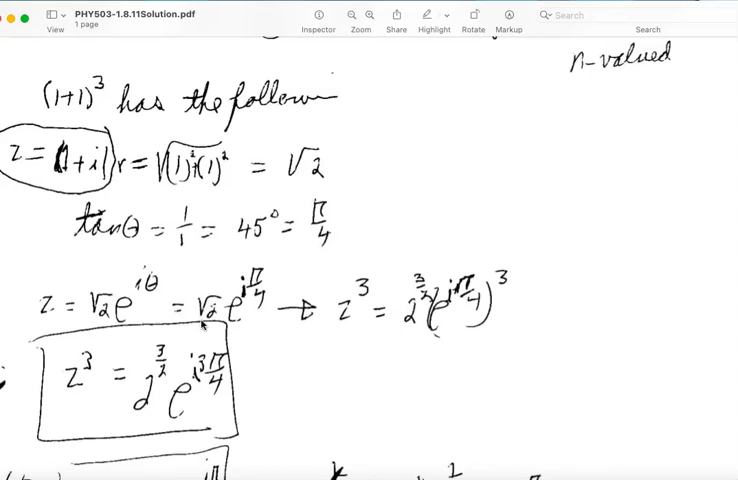 PHY503-1.8.11Solution.pdf
1 page
View
Inspector
Zoom
Share
Highlight
Rotate
Markup
Search
Search
n-valued
(1+1)³ has the follown
z = (1+i) r = √(1)²+(1)² = √2
tanθ = 1/1 = 45° = π/4
z = √2 e^{iθ} = √2 e^{iπ/4} → z³ = 2^{3/2} (e^{iπ/4})³
z³ = 2^{3/2} e^{i3π/4}